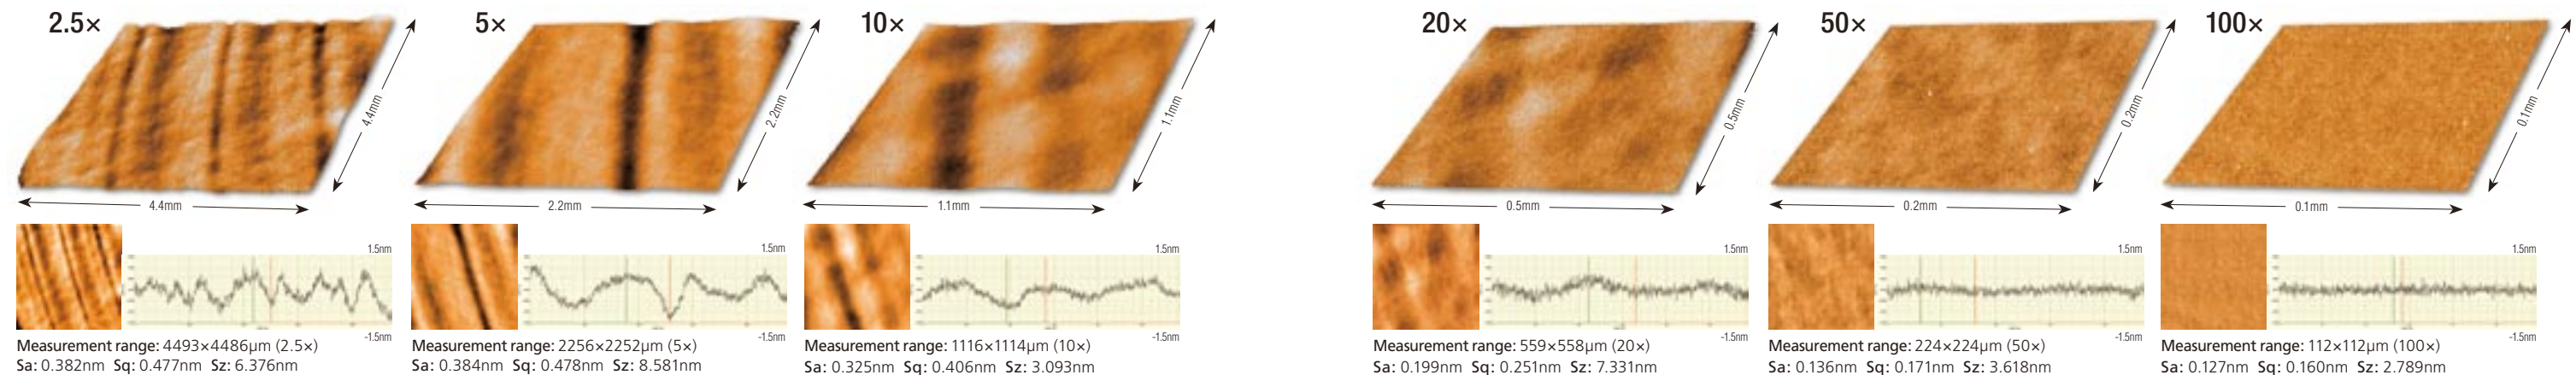 2.5×
4.4mm
4.4mm
1.5nm
-1.5nm
Measurement range: 4493×4486µm (2.5×)
Sa: 0.382nm Sq: 0.477nm Sz: 6.376nm
5×
2.2mm
2.2mm
1.5nm
-1.5nm
Measurement range: 2256×2252µm (5×)
Sa: 0.384nm Sq: 0.478nm Sz: 8.581nm
10×
1.1mm
1.1mm
1.5nm
-1.5nm
Measurement range: 1116×1114µm (10×)
Sa: 0.325nm Sq: 0.406nm Sz: 3.093nm
20×
0.5mm
0.5mm
1.5nm
-1.5nm
Measurement range: 559×558µm (20×)
Sa: 0.199nm Sq: 0.251nm Sz: 7.331nm
50×
0.2mm
0.2mm
1.5nm
-1.5nm
Measurement range: 224×224µm (50×)
Sa: 0.136nm Sq: 0.171nm Sz: 3.618nm
100×
0.1mm
0.1mm
1.5nm
-1.5nm
Measurement range: 112×112µm (100×)
Sa: 0.127nm Sq: 0.160nm Sz: 2.789nm